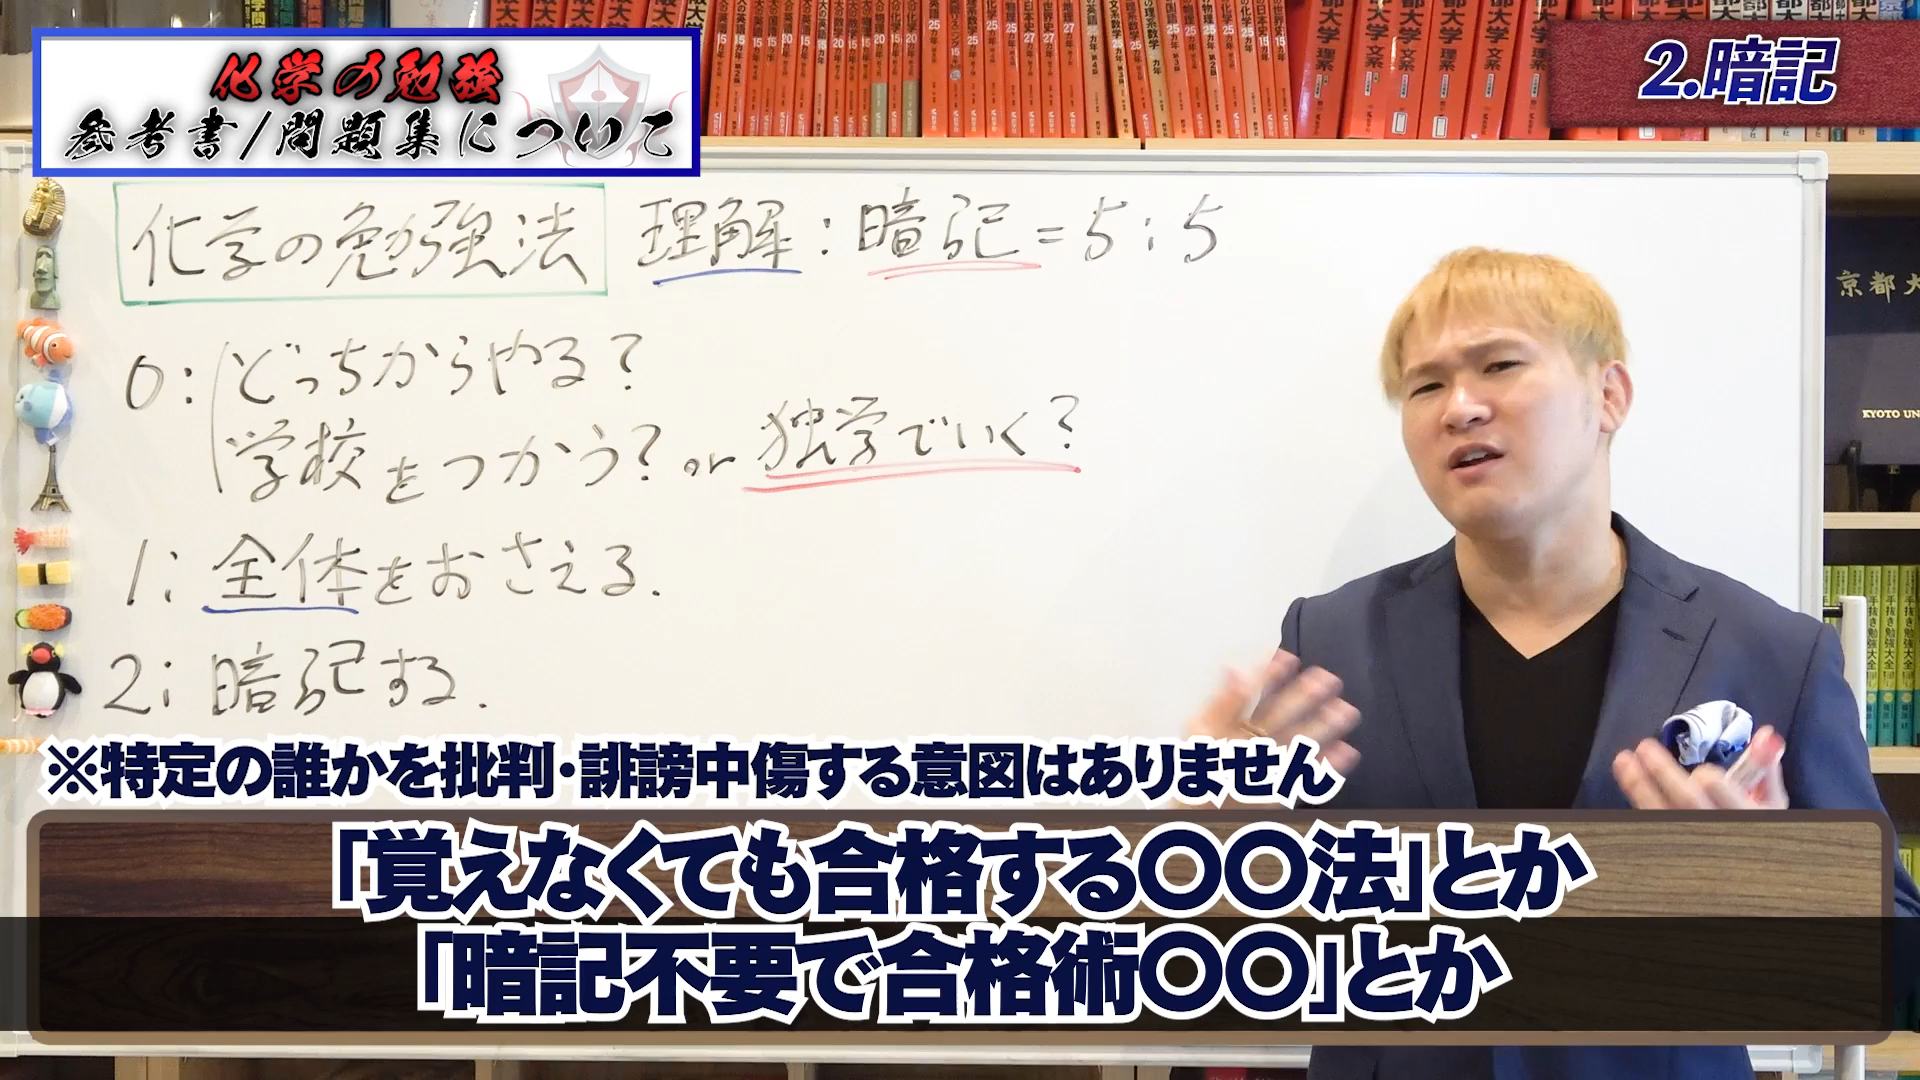 化学の勉強
参考書/問題集について
2.暗記
化学の勉強法 理解:暗記=5:5
0: どっちからやる?
学校をつかう? or 独学でいく?
1: 全体をおさえる.
2: 暗記する.
京都大
KYOTO UN
※特定の誰かを批判・誹謗中傷する意図はありません
「覚えなくても合格する〇〇法」とか
「暗記不要で合格術〇〇」とか